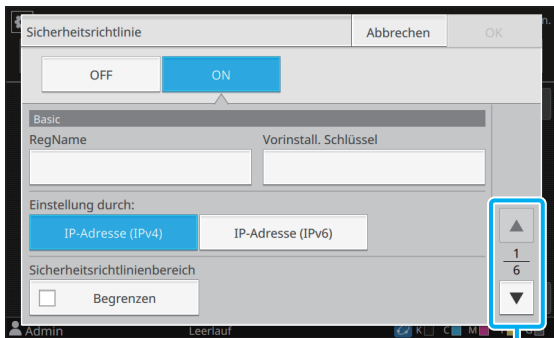 Sicherheitsrichtlinie
Abbrechen
OK
OFF
ON
Basic
RegName
Vorinstall. Schlüssel
Einstellung durch:
IP-Adresse (IPv4)
IP-Adresse (IPv6)
1
6
Sicherheitsrichtlinienbereich
Begrenzen
Admin
Leerlauf
K
C
M